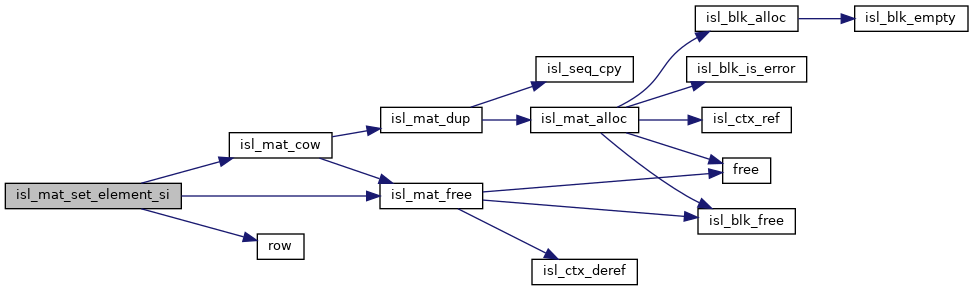 isl_blk_alloc
isl_blk_empty
isl_seq_cpy
isl_blk_is_error
isl_mat_dup
isl_mat_alloc
isl_ctx_ref
isl_mat_cow
free
isl_mat_set_element_si
isl_mat_free
isl_blk_free
row
isl_ctx_deref